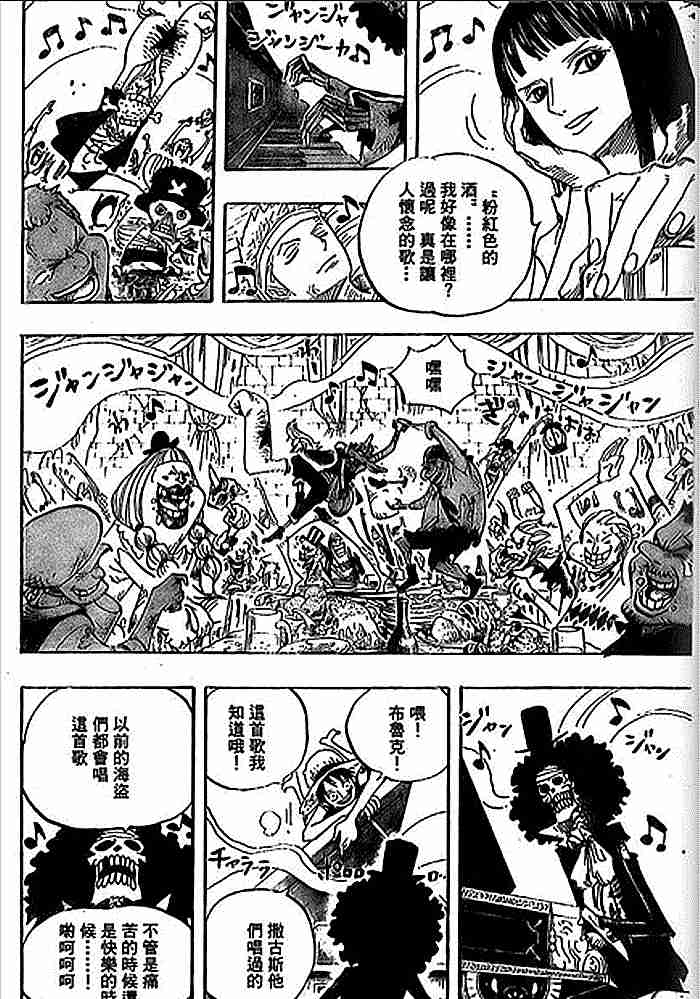 ジャンジャ
ジャンジーャ
“粉紅色的
酒”……
我好像在哪裡？
過呢 真是讓
人懷念的歌…
嘿
嘿
ジャンジャジャン
ジャン
ジャンジャン
喂！
布魯克！
ジャン
ジャン
這首歌我
知道哦！
チャララ
撒古斯他
們唱過的
以前的海盜
們都會唱
這首歌
不管是痛
苦的時候還
是快樂的時
候……！
喲呵呵呵